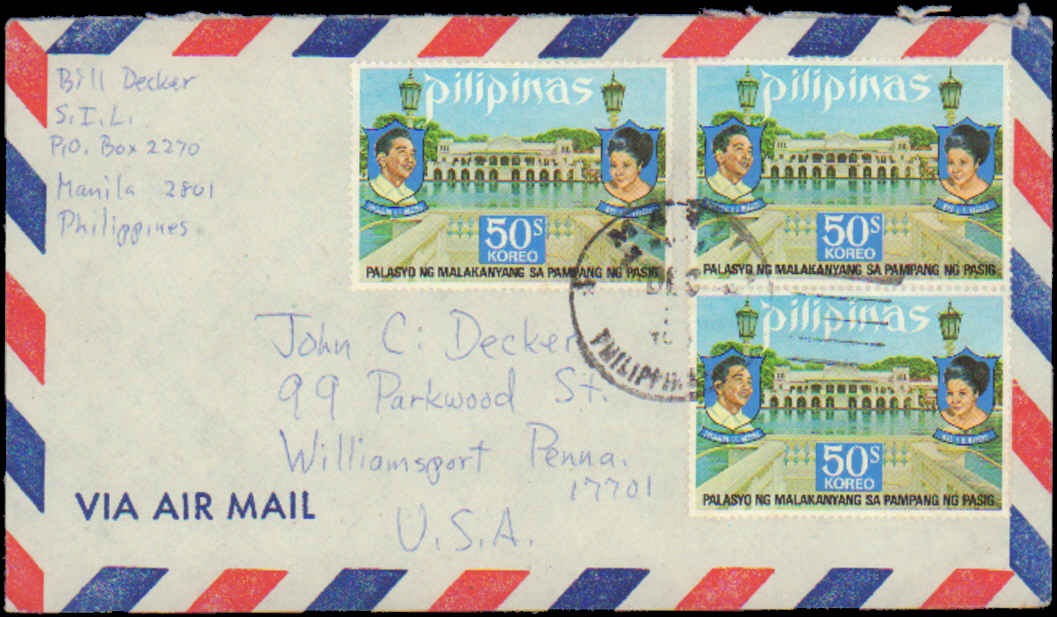 Bill Decker
S.I.L.
P.O. Box 2270
Manila 2801
Philippines
pilipinas
50s
KOREO
PALASYO NG MALAKANYANG SA PAMPANG NG PASIG
pilipinas
50s
KOREO
PALASYO NG MALAKANYANG SA PAMPANG NG PASIG
DEC
PHILIPPINES
pilipinas
50s
KOREO
PALASYO NG MALAKANYANG SA PAMPANG NG PASIG
John C. Decker
99 Parkwood St.
Williamsport Penna.
17701
U.S.A.
VIA AIR MAIL